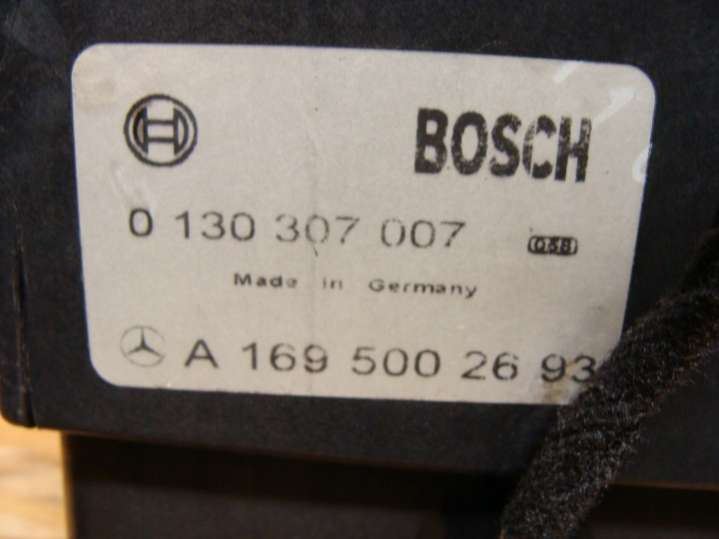 BOSCH
0 130 307 007
Made in Germany
A 169 500 26 93